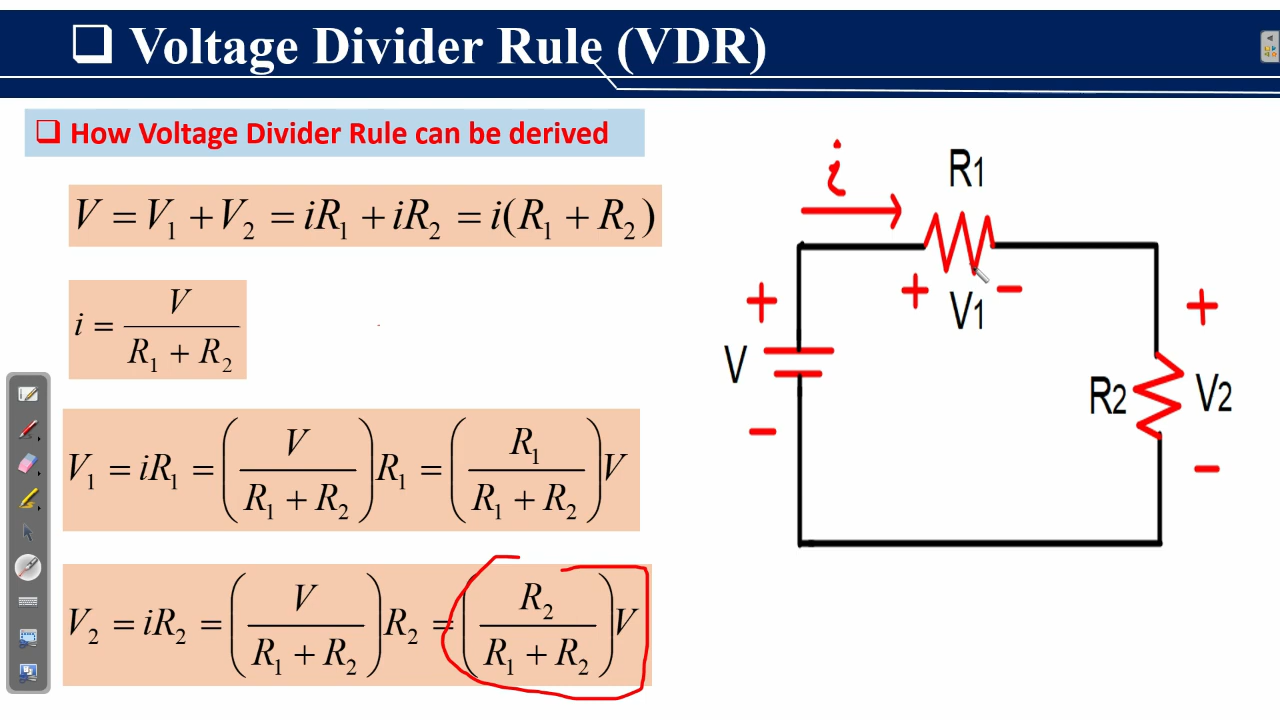 ❑ Voltage Divider Rule (VDR)
❑ How Voltage Divider Rule can be derived
V = V₁ + V₂ = iR₁ + iR₂ = i(R₁ + R₂)
i = V / (R₁ + R₂)
V₁ = iR₁ = (V / (R₁ + R₂)) R₁ = (R₁ / (R₁ + R₂)) V
V₂ = iR₂ = (V / (R₁ + R₂)) R₂ = (R₂ / (R₁ + R₂)) V
i
R1
+ V1 -
+
V
-
R2
+
V2
-